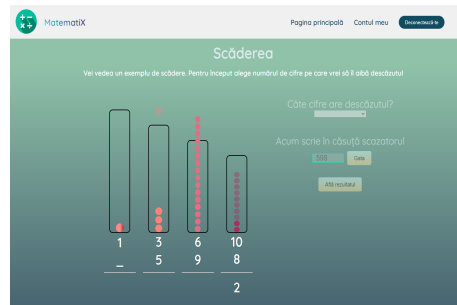 MatematiX
Pagina principală Contul meu Deconectează-te
Scăderea
Vei vedea un exemplu de scădere. Pentru început alege numărul de cifre pe care vrei să îl aibă descăzutul
Câte cifre are descăzutul?
Acum scrie în căsuță scazatorul
598 Gata
Află rezultatul
1 3 6 10
_ 5 9 8
2